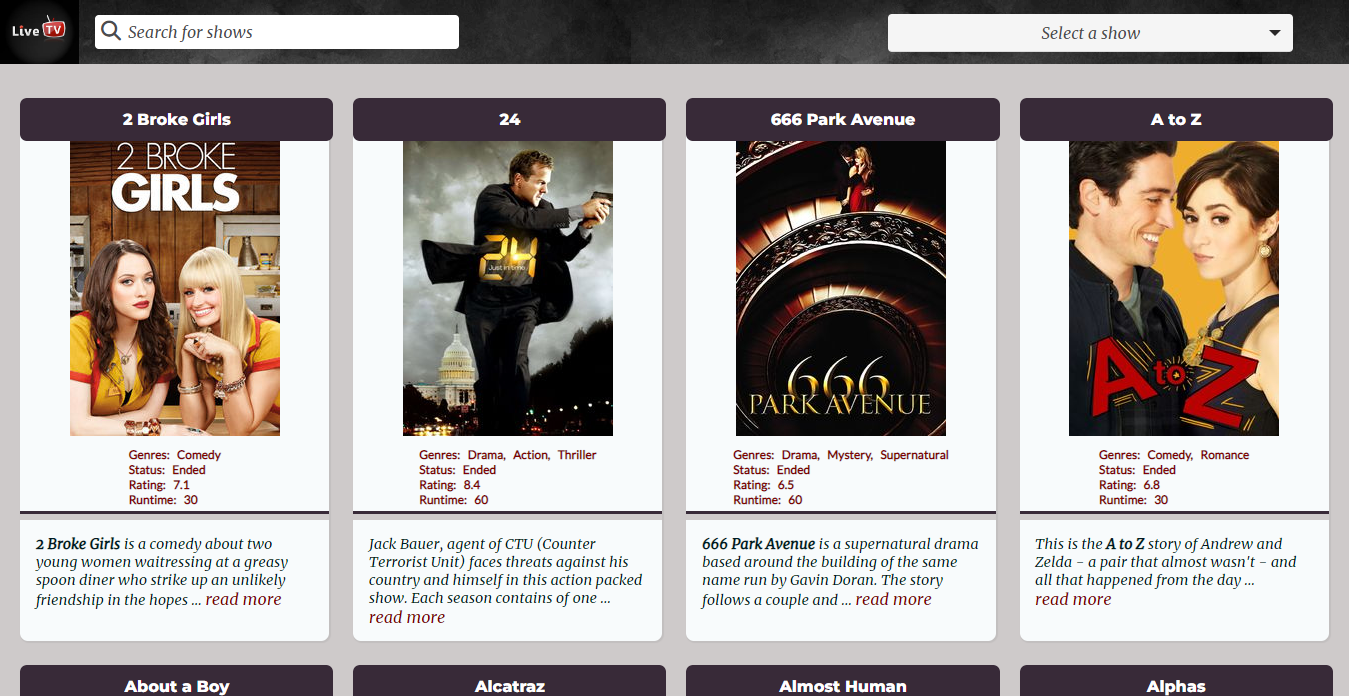 Live TV
Search for shows
Select a show
2 Broke Girls
2 BROKE
GIRLS
Genres: Comedy
Status: Ended
Rating: 7.1
Runtime: 30
2 Broke Girls is a comedy about two
young women waitressing at a greasy
spoon diner who strike up an unlikely
friendship in the hopes ... read more
24
24
Just in time
Genres: Drama, Action, Thriller
Status: Ended
Rating: 8.4
Runtime: 60
Jack Bauer, agent of CTU (Counter
Terrorist Unit) faces threats against his
country and himself in this action packed
show. Each season contains of one ...
read more
666 Park Avenue
666
PARK AVENUE
Genres: Drama, Mystery, Supernatural
Status: Ended
Rating: 6.5
Runtime: 60
666 Park Avenue is a supernatural drama
based around the building of the same
name run by Gavin Doran. The story
follows a couple and ... read more
A to Z
A to Z
Genres: Comedy, Romance
Status: Ended
Rating: 6.8
Runtime: 30
This is the A to Z story of Andrew and
Zelda - a pair that almost wasn't - and
all that happened from the day ...
read more
About a Boy
Alcatraz
Almost Human
Alphas